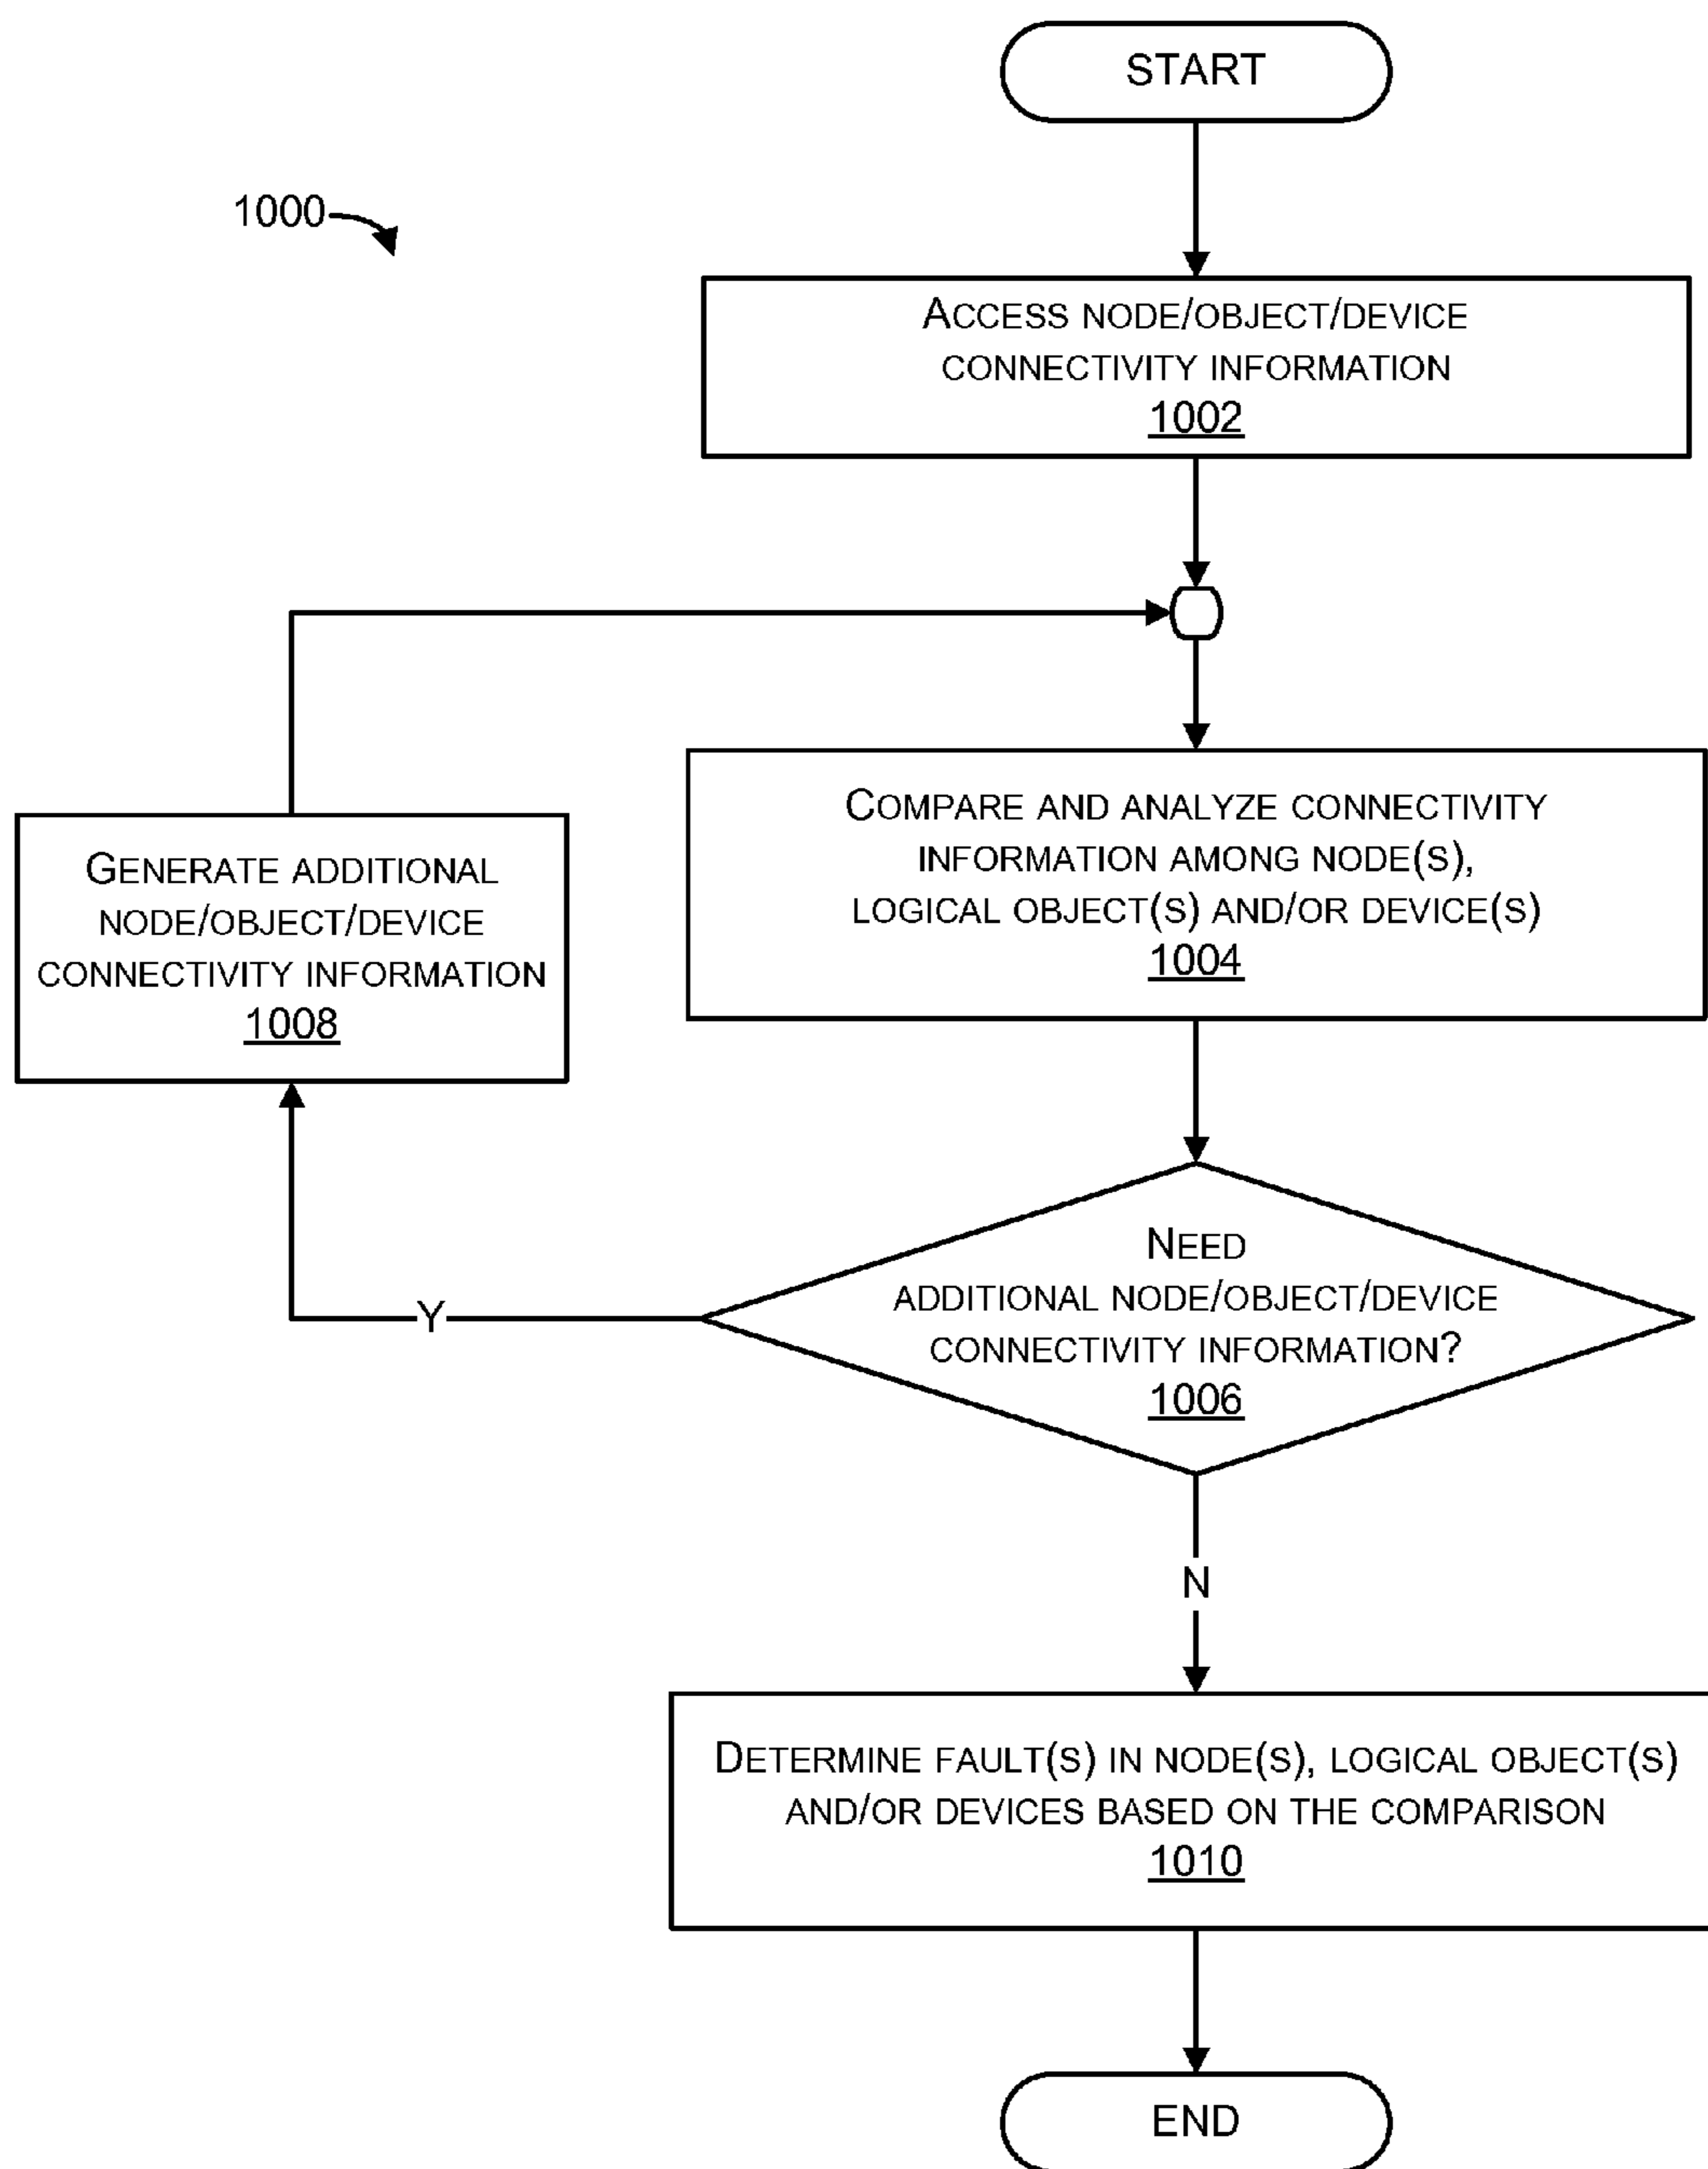 START
1000
ACCESS NODE/OBJECT/DEVICE
CONNECTIVITY INFORMATION
1002
COMPARE AND ANALYZE CONNECTIVITY
INFORMATION AMONG NODE(S),
LOGICAL OBJECT(S) AND/OR DEVICE(S)
1004
GENERATE ADDITIONAL
NODE/OBJECT/DEVICE
CONNECTIVITY INFORMATION
1008
NEED
ADDITIONAL NODE/OBJECT/DEVICE
CONNECTIVITY INFORMATION?
1006
Y
N
DETERMINE FAULT(S) IN NODE(S), LOGICAL OBJECT(S)
AND/OR DEVICES BASED ON THE COMPARISON
1010
END